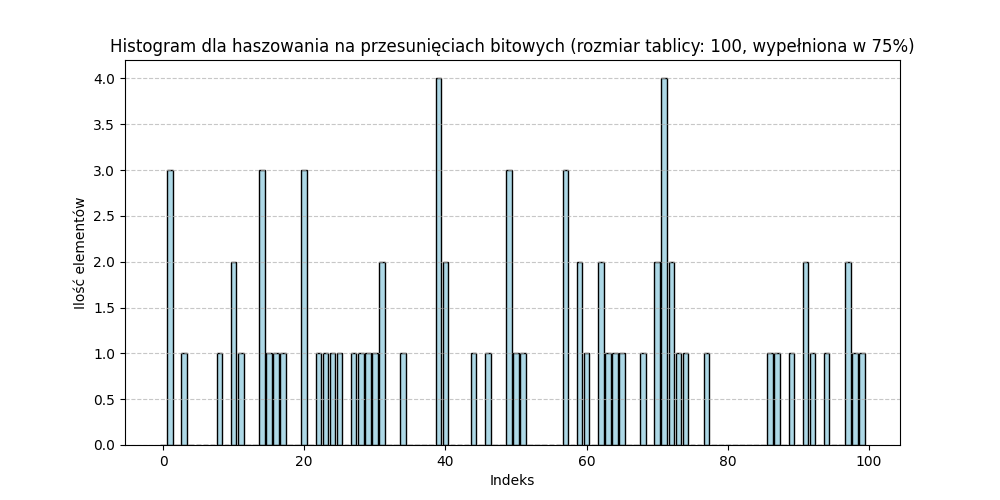 Histogram dla haszowania na przesunięciach bitowych (rozmiar tablicy: 100, wypełniona w 75%)
4.0
3.5
3.0
2.5
2.0
1.5
1.0
0.5
0.0
Ilość elementów
0 20 40 60 80 100
Indeks